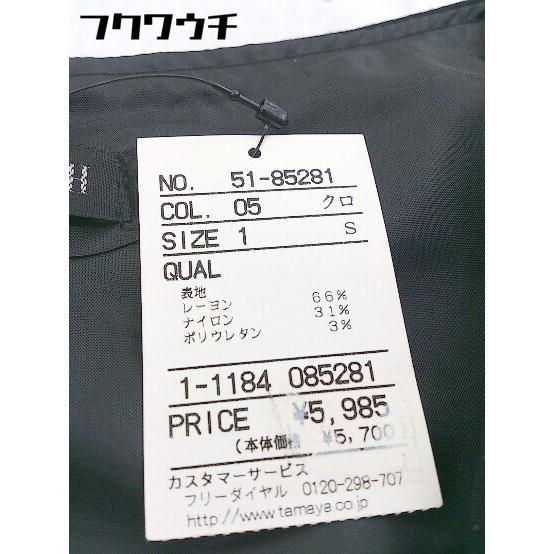 フクワウチ
NO. 51-85281
COL. 05 クロ
SIZE 1 S
QUAL
表地
レーヨン 66%
ナイロン 31%
ポリウレタン 3%
1-1184 085281
PRICE ¥5,985
(本体価格 ¥5,700
カスタマーサービス
フリーダイヤル 0120-298-707
http://www.tamaya.co.jp